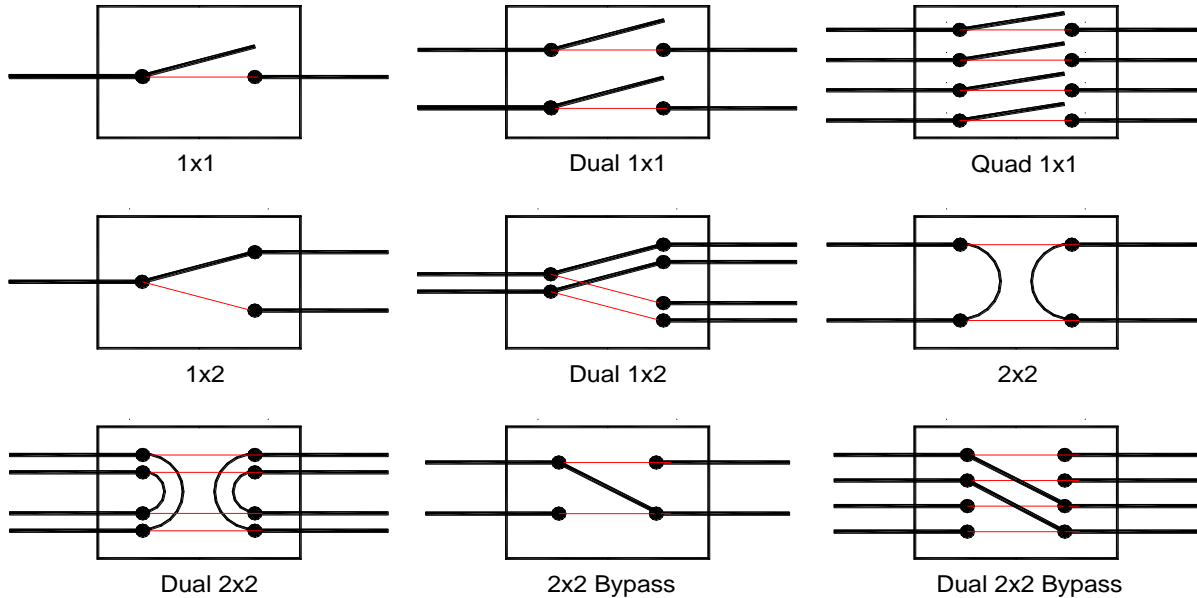 1x1
Dual 1x1
Quad 1x1
1x2
Dual 1x2
2x2
Dual 2x2
2x2 Bypass
Dual 2x2 Bypass